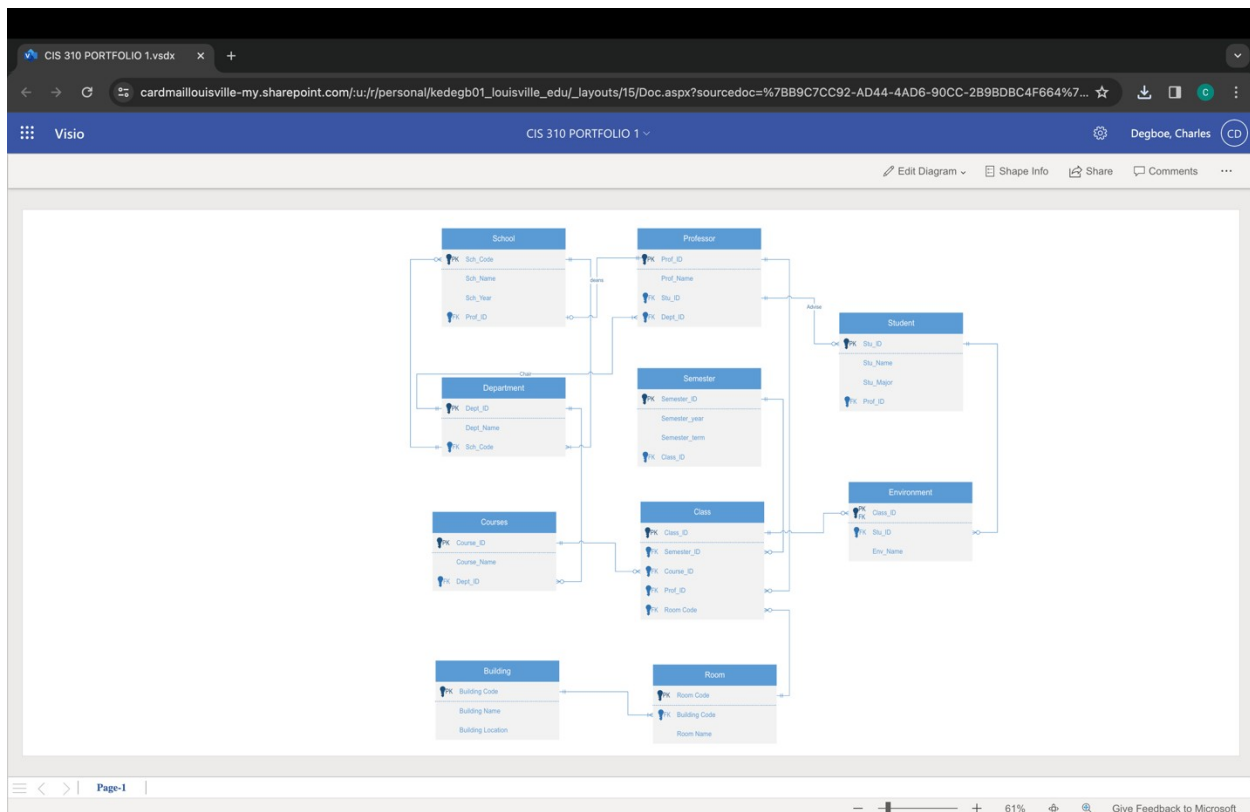 CIS 310 PORTFOLIO 1.vsdx
cardmaillouisville-my.sharepoint.com/:u:/r/personal/kedegb01_louisville_edu/_layouts/15/Doc.aspx?sourcedoc=%7BB9C7CC92-AD44-4AD6-90CC-2B9BDBC4F664%7...
C
Visio
CIS 310 PORTFOLIO 1
Degboe, Charles
CD
Edit Diagram
Shape Info
Share
Comments
School
PK Sch_Code
Sch_Name
Sch_Year
FK Prof_ID
deans
Professor
PK Prof_ID
Prof_Name
FK Stu_ID
FK Dept_ID
Advise
Student
PK Stu_ID
Stu_Name
Stu_Major
FK Prof_ID
Chair
Department
PK Dept_ID
Dept_Name
FK Sch_Code
Semester
PK Semester_ID
Semester_year
Semester_term
FK Class_ID
Environment
PK
FK Class_ID
FK Stu_ID
Env_Name
Courses
PK Course_ID
Course_Name
FK Dept_ID
Class
PK Class_ID
FK Semester_ID
FK Course_ID
FK Prof_ID
FK Room Code
Building
PK Building Code
Building Name
Building Location
Room
PK Room Code
FK Building Code
Room Name
Page-1
61%
Give Feedback to Microsoft